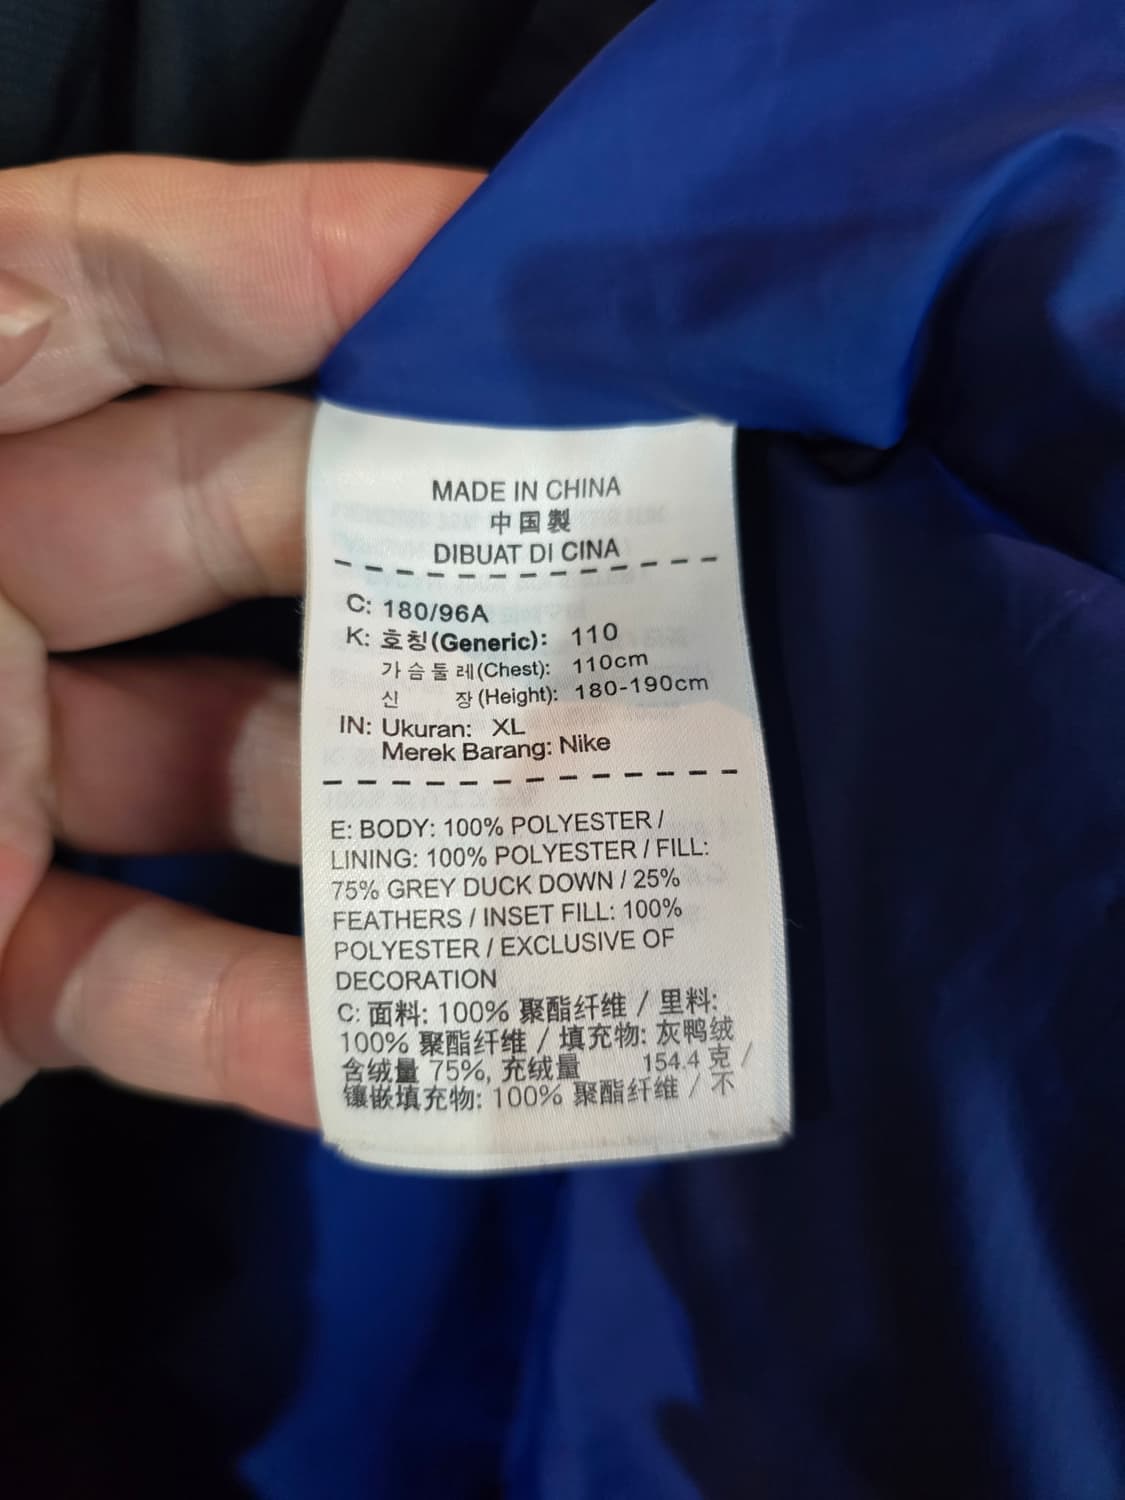 MADE IN CHINA
中国製
DIBUAT DI CINA
C: 180/96A
K: 호칭(Generic): 110
가슴둘레(Chest): 110cm
신 장(Height): 180-190cm
IN: Ukuran: XL
Merek Barang: Nike
E: BODY: 100% POLYESTER /
LINING: 100% POLYESTER / FILL:
75% GREY DUCK DOWN / 25%
FEATHERS / INSET FILL: 100%
POLYESTER / EXCLUSIVE OF
DECORATION
C: 面料: 100% 聚酯纤维 / 里料:
100% 聚酯纤维 / 填充物: 灰鸭绒
含绒量 75%, 充绒量 154.4 克 /
镶嵌填充物: 100% 聚酯纤维 / 不